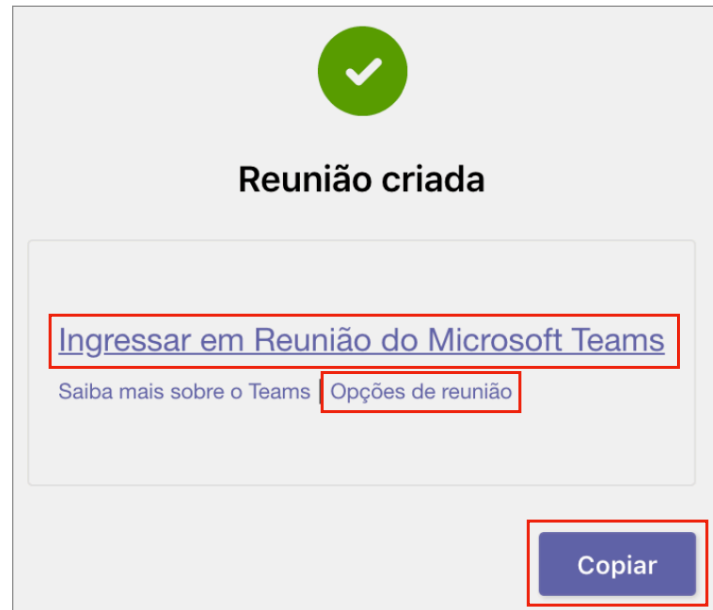 Reunião criada
Ingressar em Reunião do Microsoft Teams
Saiba mais sobre o Teams | Opções de reunião
Copiar